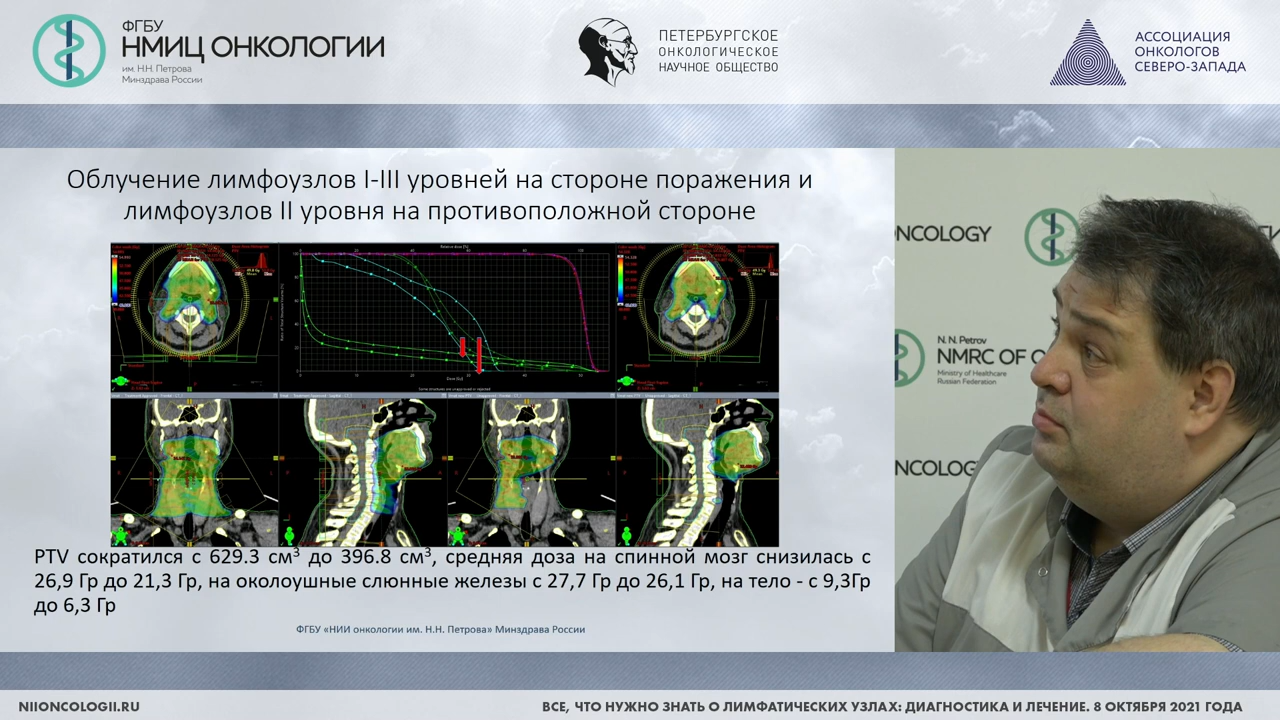 ФГБУ
НМИЦ ОНКОЛОГИИ
им. Н.Н. Петрова
Минздрава России
ПЕТЕРБУРГСКОЕ
ОНКОЛОГИЧЕСКОЕ
НАУЧНОЕ ОБЩЕСТВО
АССОЦИАЦИЯ
ОНКОЛОГОВ
СЕВЕРО-ЗАПАДА
Облучение лимфоузлов I-III уровней на стороне поражения и
лимфоузлов II уровня на противоположной стороне
PTV сократился с 629.3 см³ до 396.8 см³, средняя доза на спинной мозг снизилась с
26,9 Гр до 21,3 Гр, на околоушные слюнные железы с 27,7 Гр до 26,1 Гр, на тело - с 9,3Гр
до 6,3 Гр
ФГБУ «НИИ онкологии им. Н.Н. Петрова» Минздрава России
ONCOLOGY
N. N. Petrov
NMRC OF O
Ministry of Healthcare
Russian Federation
NIIONCOLOGII.RU
ВСЕ, ЧТО НУЖНО ЗНАТЬ О ЛИМФАТИЧЕСКИХ УЗЛАХ: ДИАГНОСТИКА И ЛЕЧЕНИЕ. 8 ОКТЯБРЯ 2021 ГОДА